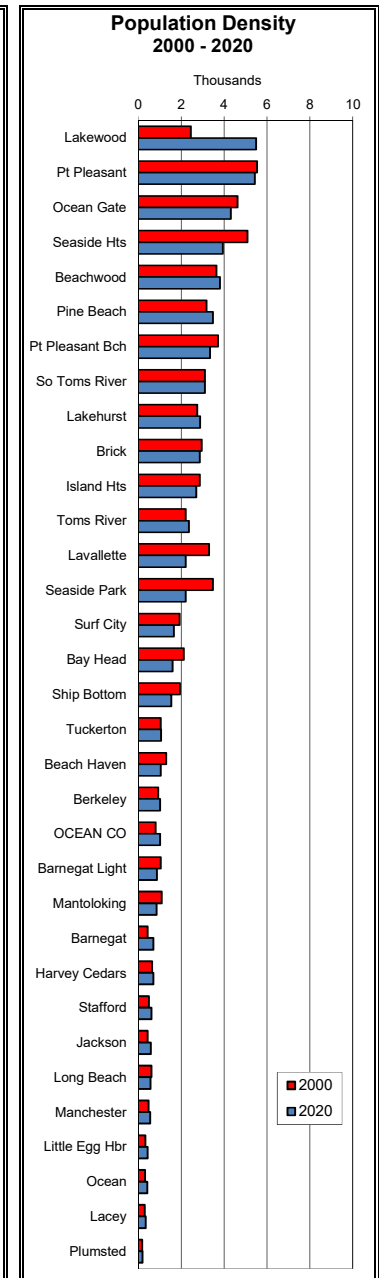 Population Density
2000 - 2020
Thousands
0 2 4 6 8 10
Lakewood
Pt Pleasant
Ocean Gate
Seaside Hts
Beachwood
Pine Beach
Pt Pleasant Bch
So Toms River
Lakehurst
Brick
Island Hts
Toms River
Lavallette
Seaside Park
Surf City
Bay Head
Ship Bottom
Tuckerton
Beach Haven
Berkeley
OCEAN CO
Barnegat Light
Mantoloking
Barnegat
Harvey Cedars
Stafford
Jackson
Long Beach
2000
Manchester
2020
Little Egg Hbr
Ocean
Lacey
Plumsted